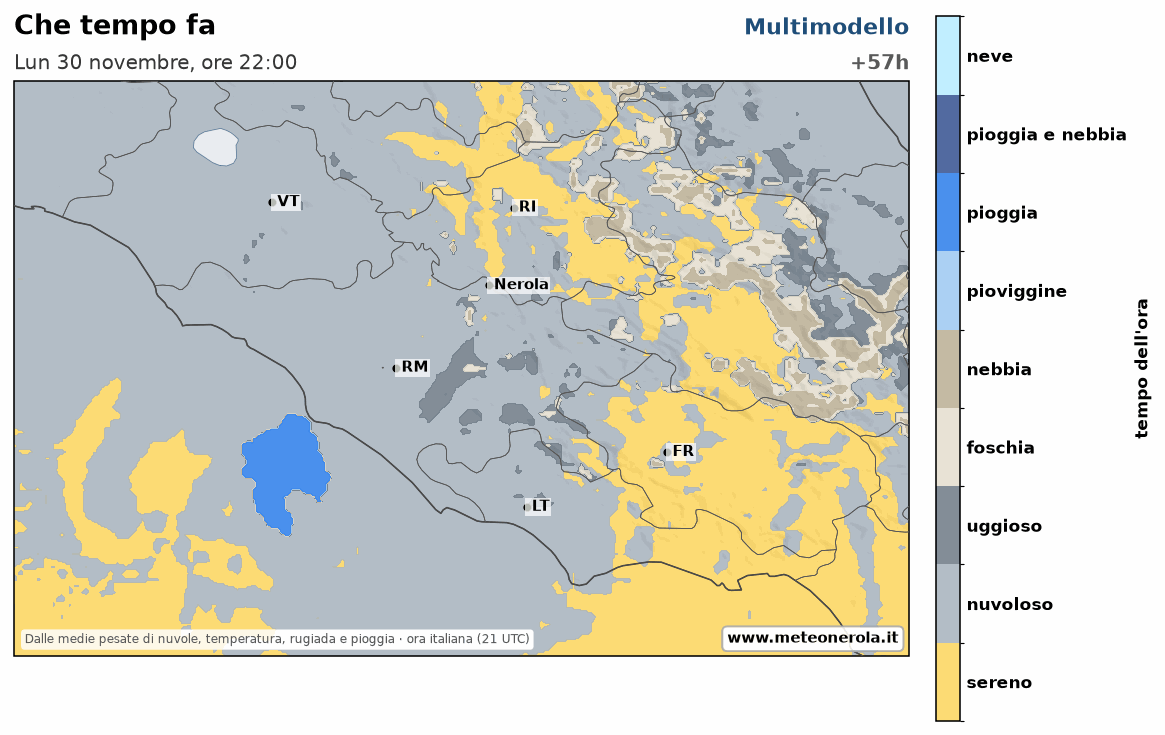 Che tempo fa
Multimodello
Lun 30 novembre, ore 22:00
+57h
neve
pioggia e nebbia
pioggia
pioviggine
nebbia
foschia
uggioso
nuvoloso
sereno
tempo dell'ora
VT
RI
Nerola
RM
FR
LT
Dalle medie pesate di nuvole, temperatura, rugiada e pioggia · ora italiana (21 UTC)
www.meteonerola.it